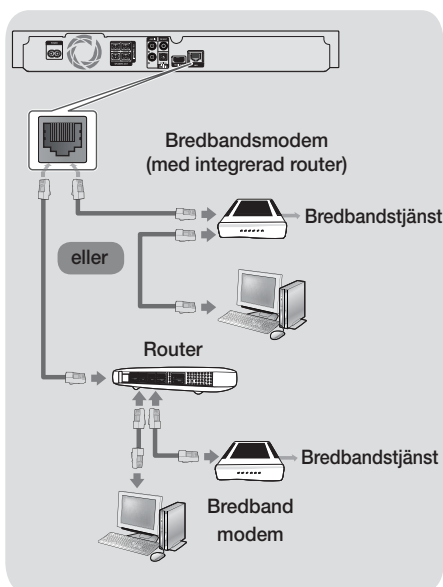 Bredbandsmodem
(med integrerad router)
Bredbandstjänst
eller
Router
Bredbandstjänst
Bredband
modem